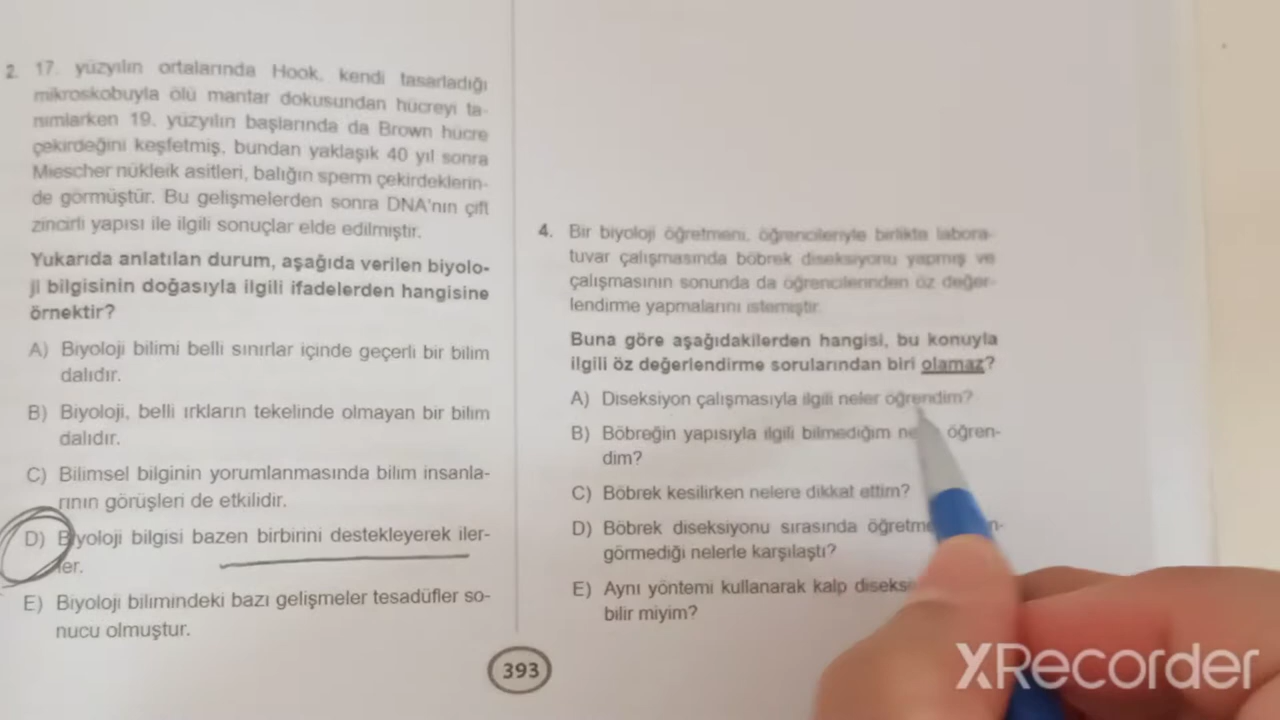 2. 17. yüzyılın ortalarında Hook, kendi tasarladığı
mikroskobuyla ölü mantar dokusundan hücreyi ta-
nımlarken 19. yüzyılın başlarında da Brown hücre
çekirdeğini keşfetmiş, bundan yaklaşık 40 yıl sonra
Miescher nükleik asitleri, balığın sperm çekirdeklerin-
de görmüştür. Bu gelişmelerden sonra DNA'nın çift
zincirli yapısı ile ilgili sonuçlar elde edilmiştir.
Yukarıda anlatılan durum, aşağıda verilen biyolo-
ji bilgisinin doğasıyla ilgili ifadelerden hangisine
örnektir?
A) Biyoloji bilimi belli sınırlar içinde geçerli bir bilim
dalıdır.
B) Biyoloji, belli ırkların tekelinde olmayan bir bilim
dalıdır.
C) Bilimsel bilginin yorumlanmasında bilim insanla-
rının görüşleri de etkilidir.
D) Biyoloji bilgisi bazen birbirini destekleyerek iler-
ler.
E) Biyoloji bilimindeki bazı gelişmeler tesadüfler so-
nucu olmuştur.
4. Bir biyoloji öğretmeni, öğrencileriyle birlikte labora-
tuvar çalışmasında böbrek diseksiyonu yapmış ve
çalışmasının sonunda da öğrencilerinden öz değer-
lendirme yapmalarını istemiştir.
Buna göre aşağıdakilerden hangisi, bu konuyla
ilgili öz değerlendirme sorularından biri olamaz?
A) Diseksiyon çalışmasıyla ilgili neler öğrendim?
B) Böbreğin yapısıyla ilgili bilmediğim öğren-
dim?
C) Böbrek kesilirken nelere dikkat ettim?
D) Böbrek diseksiyonu sırasında
görmediği nelerle karşılaştı?
E) Aynı yöntemi kullanarak kalp
bilir miyim?
393
XRecorder